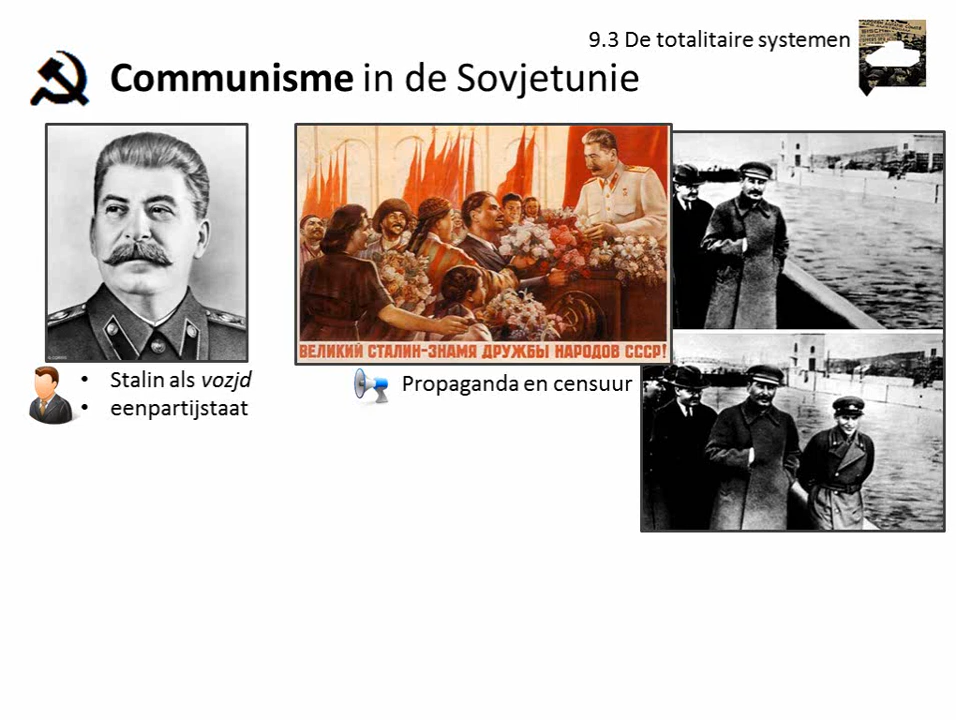 9.3 De totalitaire systemen
Communisme in de Sovjetunie
ВЕЛИКИЙ СТАЛИН-ЗНАМЯ ДРУЖБЫ НАРОДОВ СССР!
• Stalin als vozjd
• eenpartijstaat
Propaganda en censuur